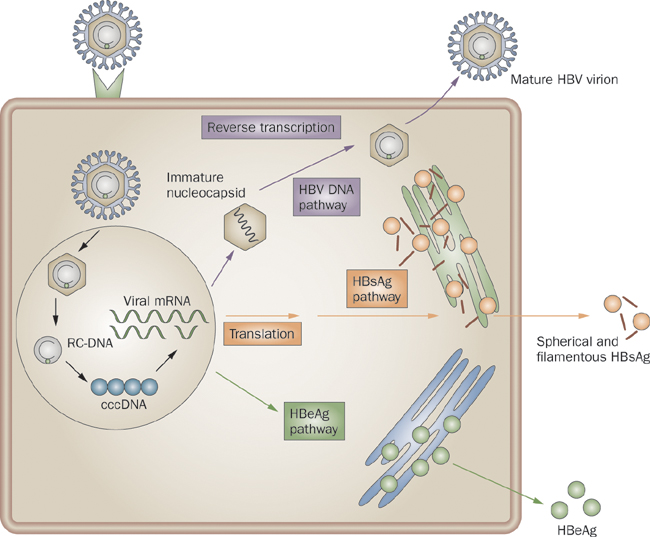 Mature HBV virion
Reverse transcription
Immature
nucleocapsid
HBV DNA
pathway
HBsAg
pathway
Viral mRNA
Translation
RC-DNA
cccDNA
Spherical and
filamentous HBsAg
HBeAg
pathway
HBeAg